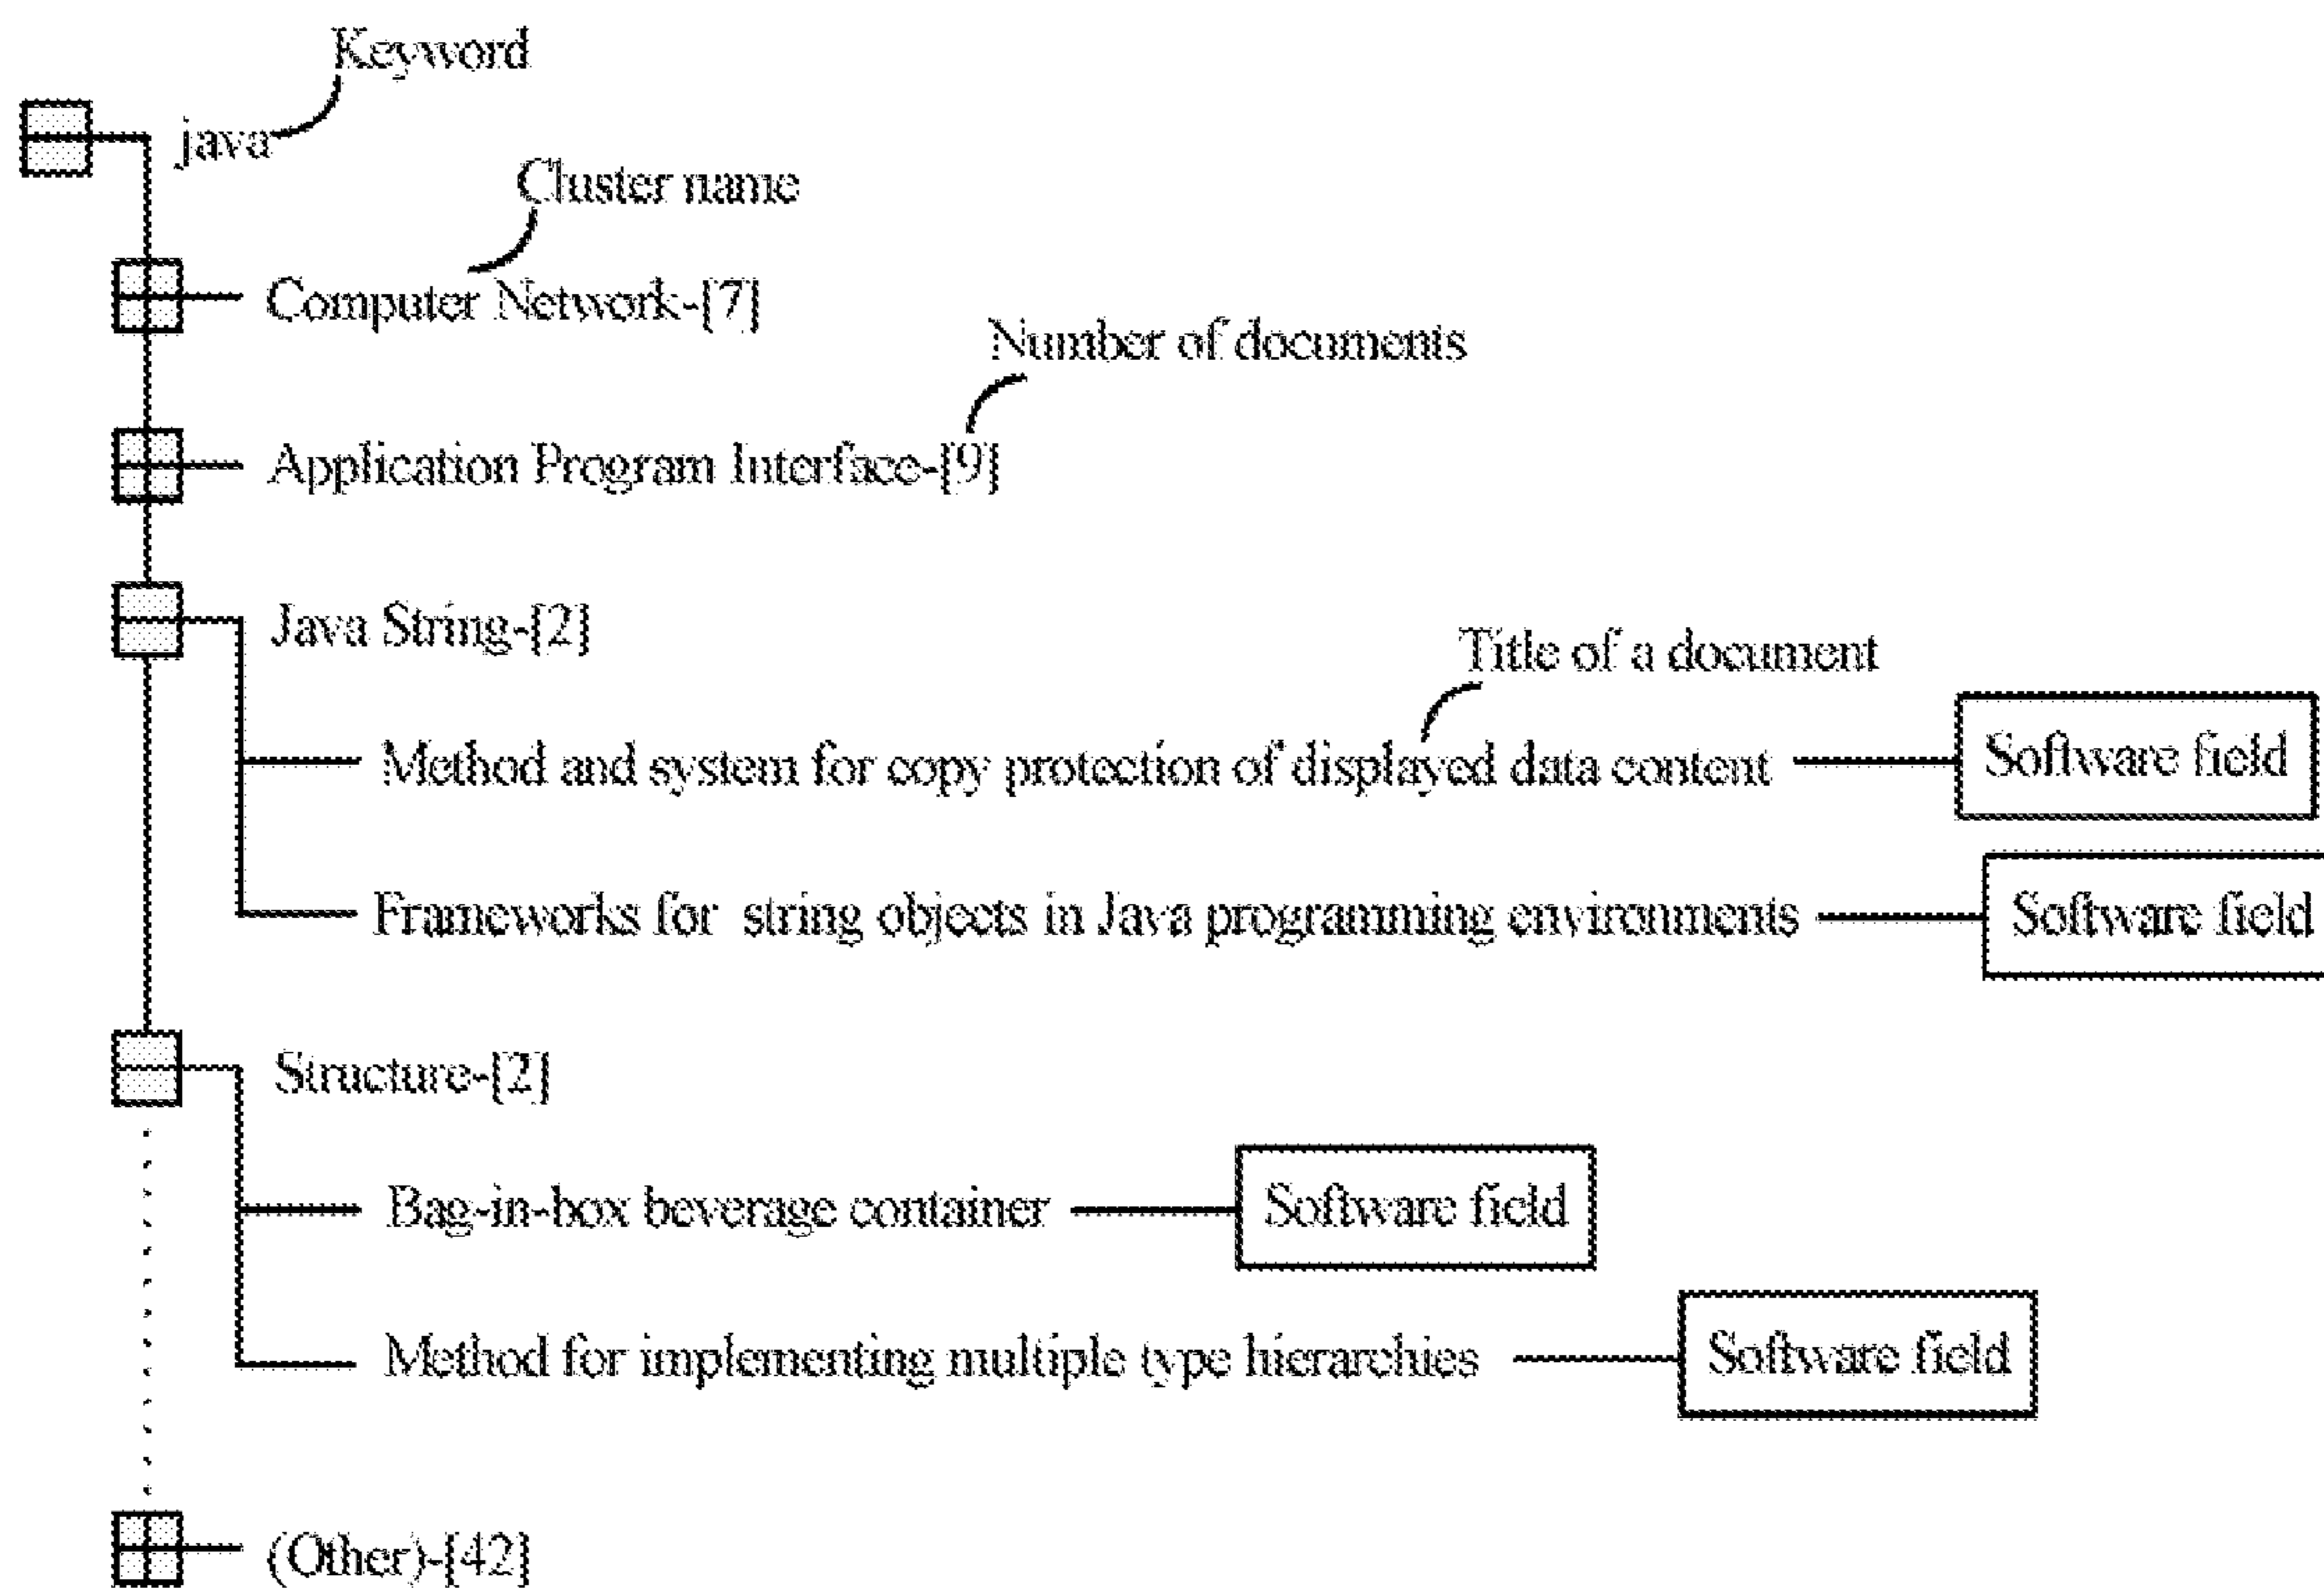 Keyword
java
Cluster name
Computer Network-[7]
Number of documents
Application Program Interface-[9]
Java String-[2]
Title of a document
Method and system for copy protection of displayed data content Software field
Frameworks for string objects in Java programming environments Software field
Structure-[2]
Bag-in-box beverage container Software field
Method for implementing multiple type hierarchies Software field
(Other)-[42]